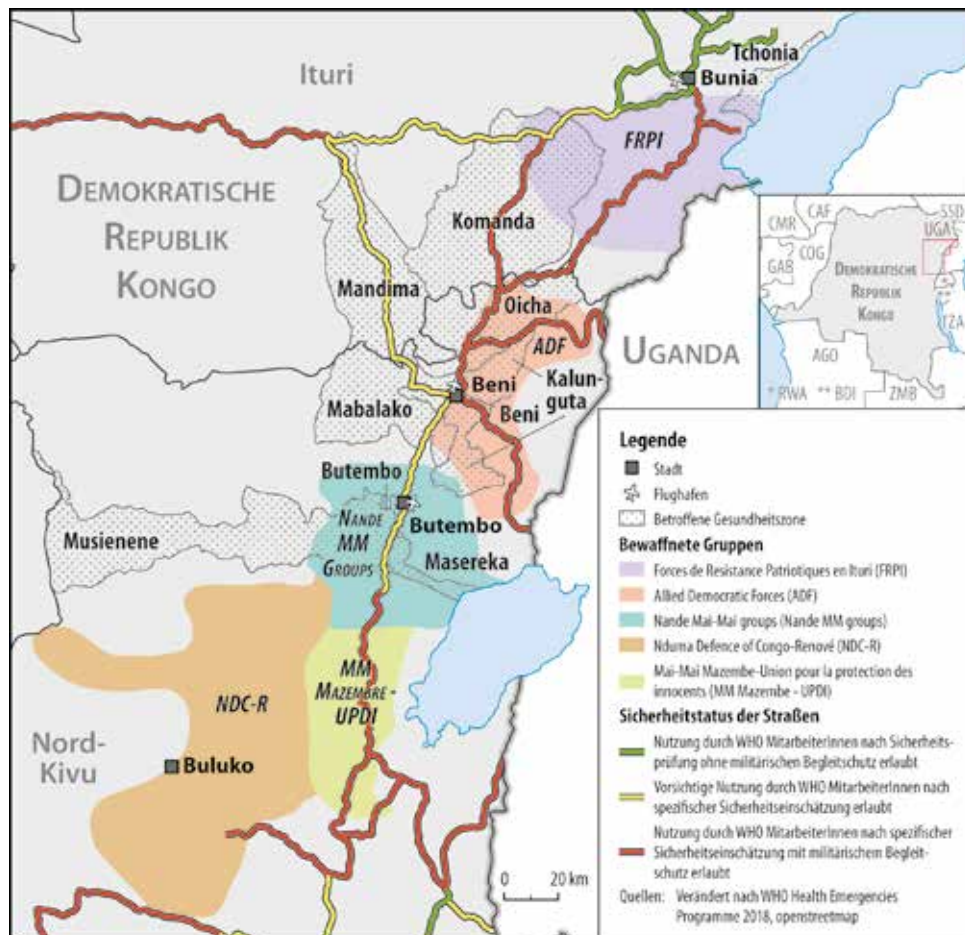 Ituri
Tchonia
Bunia
FRPI
DEMOKRATISCHE
REPUBLIK
KONGO
Komanda
Mandima
Oicha
ADF
UGANDA
Kalun-
guta
Beni
Beni
Mabalako
Butembo
NANDE
MM
GROUPS
Butembo
Musienene
Masereka
MM
MAZEMBRE -
UPDI
NDC-R
Nord-
Kivu
Buluko
20 km
0
CMR
CAF
SSD
UGA
GAB
COG
DEMOKRATISCHE
REPUBLIK
KONGO
TZA
AGO
* RWA
** BDI
ZMB
Legende
Stadt
Flughafen
Betroffene Gesundheitszone
Bewaffnete Gruppen
Forces de Resistance Patriotiques en Ituri (FRPI)
Allied Democratic Forces (ADF)
Nande Mai-Mai groups (Nande MM groups)
Nduma Defence of Congo-Renové (NDC-R)
Mai-Mai Mazembe-Union pour la protection des
innocents (MM Mazembe - UPDI)
Sicherheitstatus der Straßen
Nutzung durch WHO MitarbeiterInnen nach Sicherheits-
prüfung ohne militärischen Begleitschutz erlaubt
Vorsichtige Nutzung durch WHO MitarbeiterInnen nach
spezifischer Sicherheitseinschätzung erlaubt
Nutzung durch WHO MitarbeiterInnen nach spezifischer
Sicherheitseinschätzung mit militärischem Begleit-
schutz erlaubt
Quellen: Verändert nach WHO Health Emergencies
Programme 2018, openstreetmap